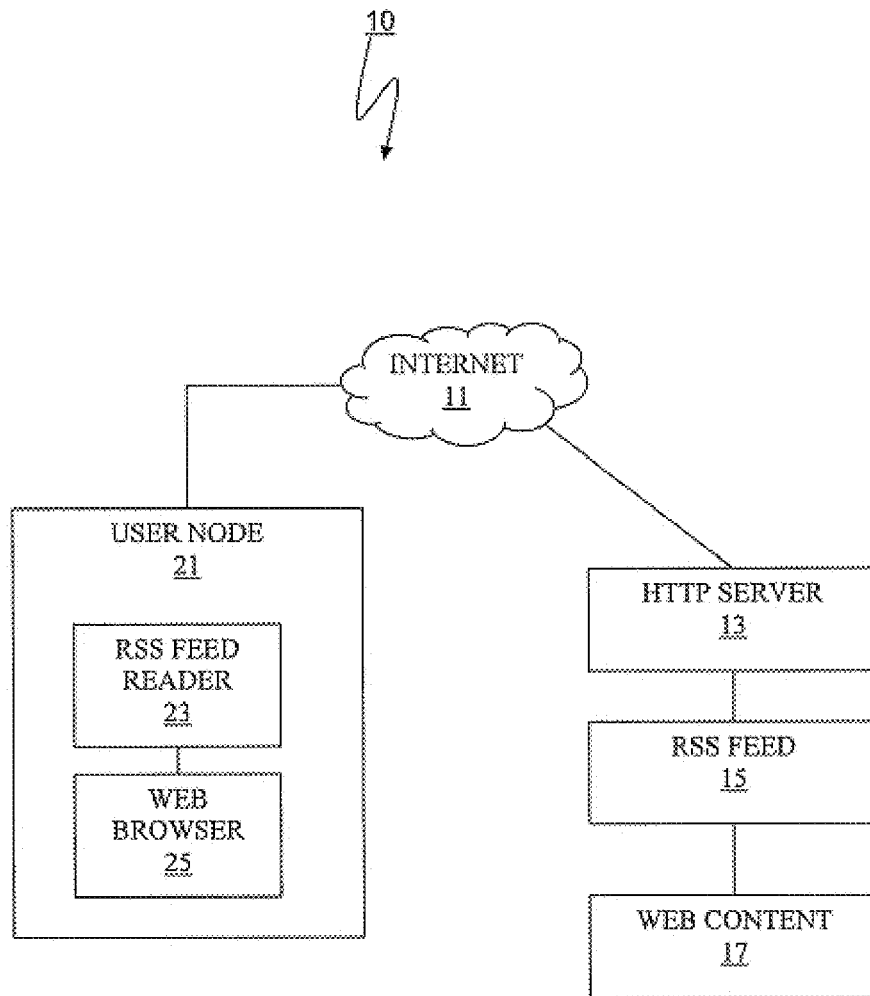 10
INTERNET
11
USER NODE
21
RSS FEED
READER
23
WEB
BROWSER
25
HTTP SERVER
13
RSS FEED
15
WEB CONTENT
17